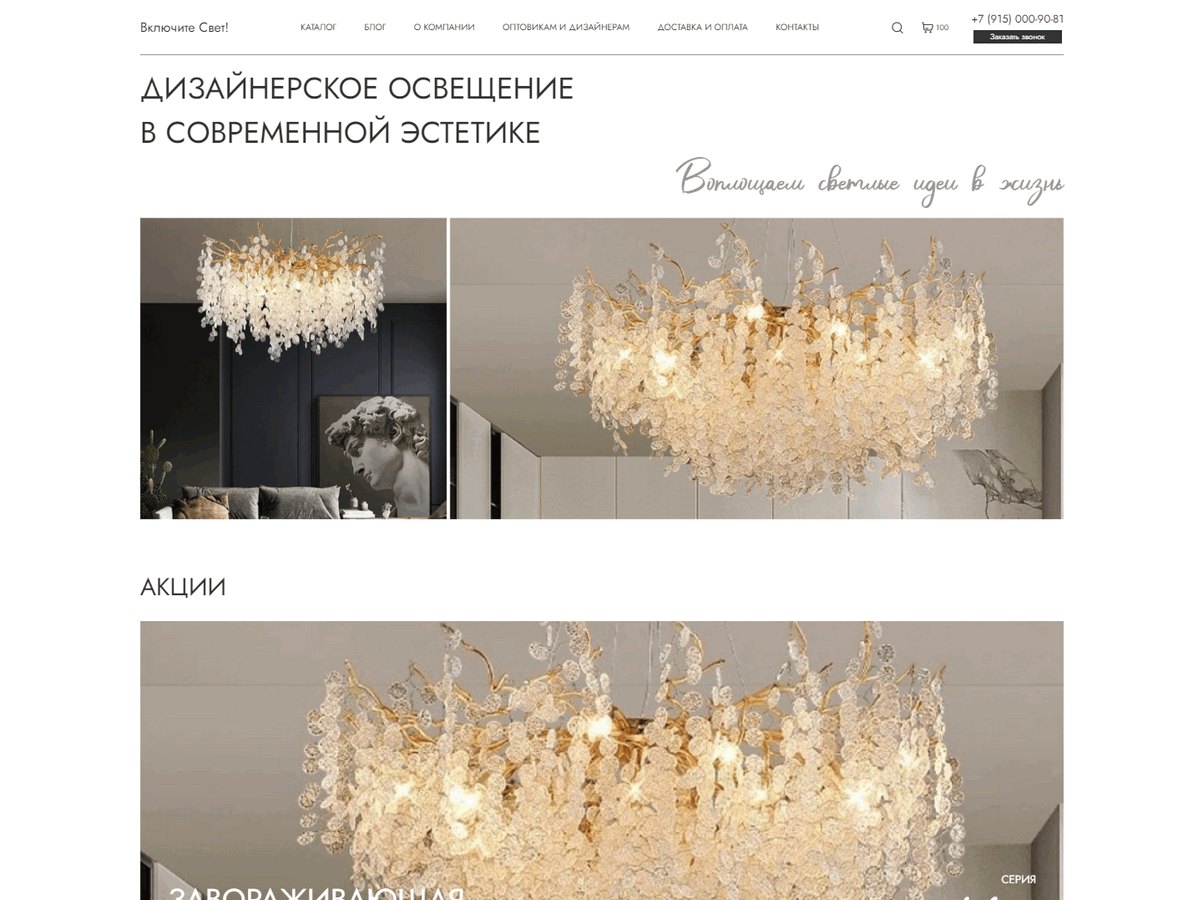 Включите Свет!
КАТАЛОГ
БЛОГ
О КОМПАНИИ
ОПТОВИКАМ И ДИЗАЙНЕРАМ
ДОСТАВКА И ОПЛАТА
КОНТАКТЫ
100
+7 (915) 000-90-81
Заказать звонок
ДИЗАЙНЕРСКОЕ ОСВЕЩЕНИЕ
В СОВРЕМЕННОЙ ЭСТЕТИКЕ
Воплощаем светлые идеи в жизнь
АКЦИИ
СЕРИЯ
ЗАВОРАЖИВАЮЩАЯ